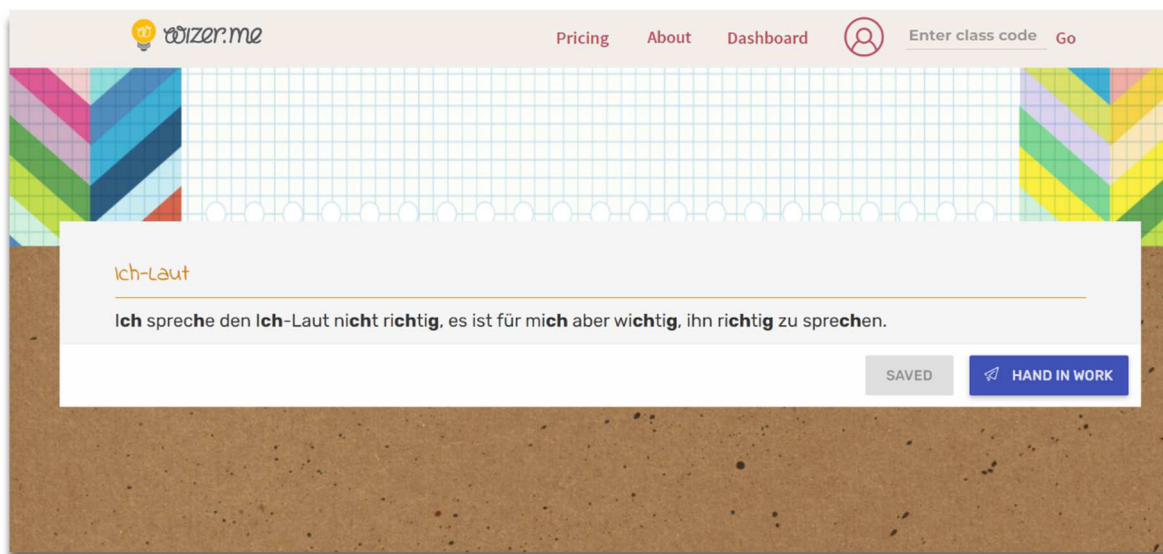 wizer.me
Pricing About Dashboard Enter class code Go
Ich-Laut
Ich spreche den Ich-Laut nicht richtig, es ist für mich aber wichtig, ihn richtig zu sprechen.
SAVED HAND IN WORK